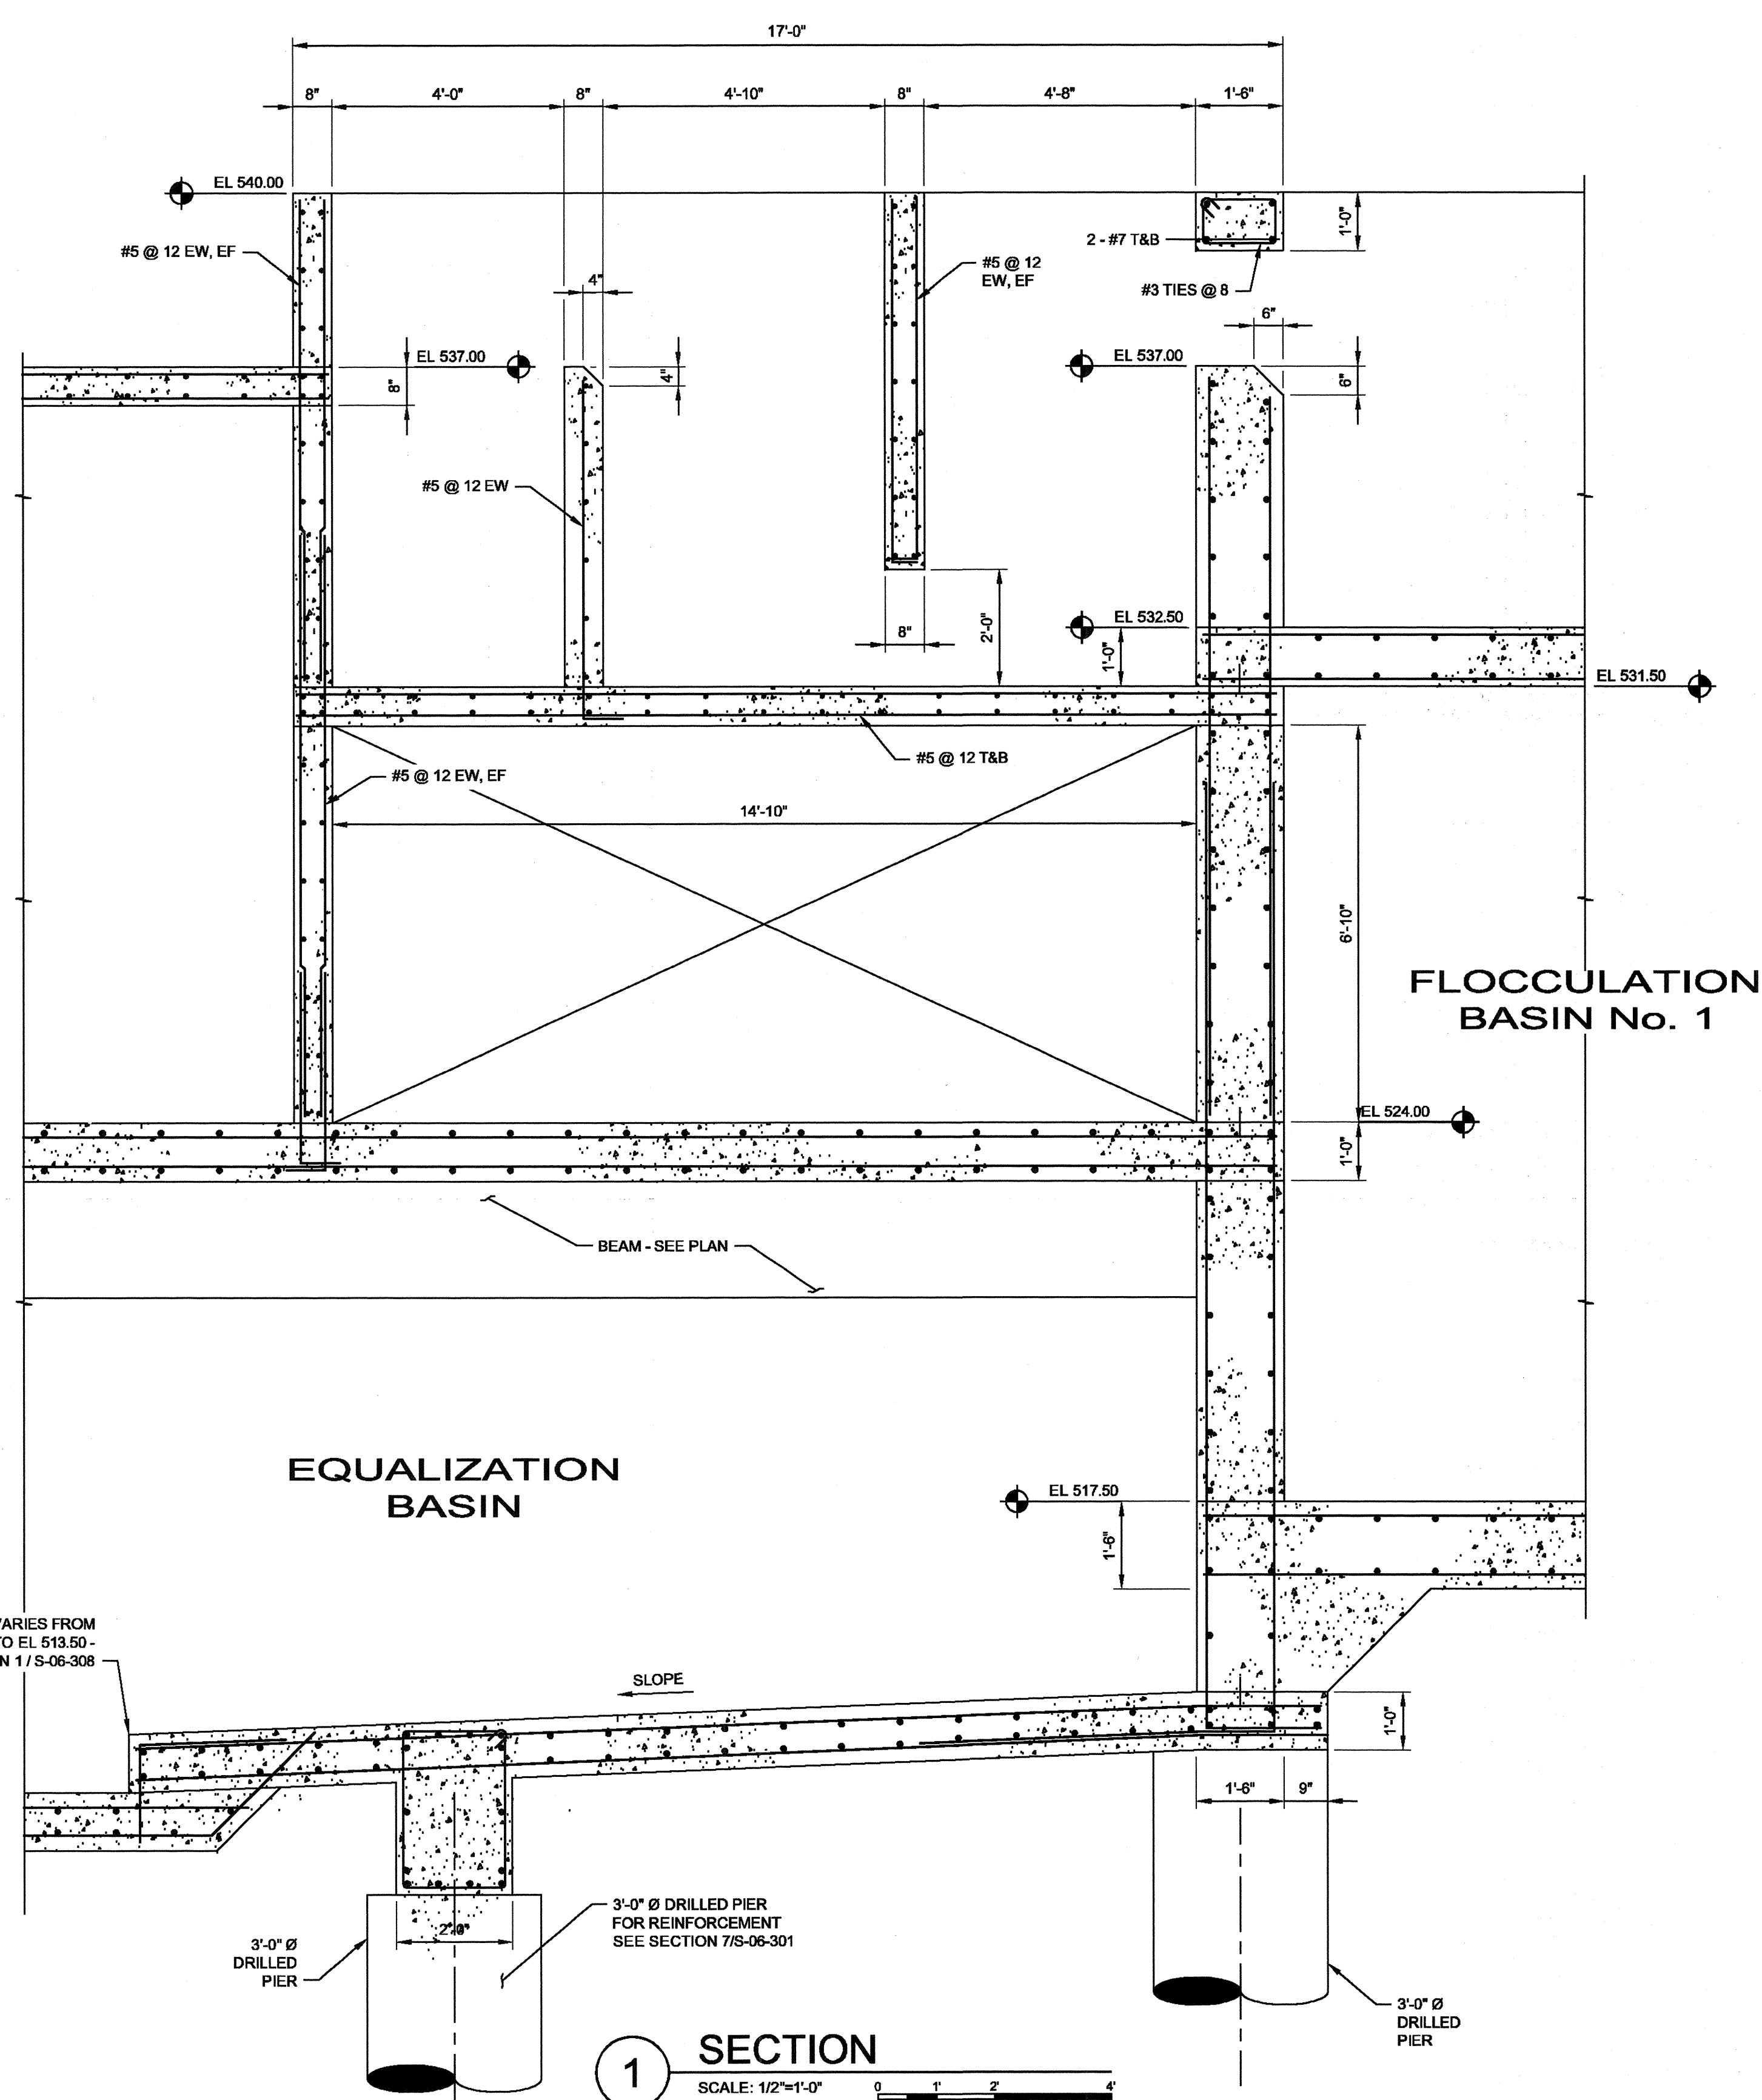 17'-0"
8"
4'-0"
8"
4'-10"
8"
4'-8"
1'-6"
EL 540.00
#5 @ 12 EW, EF
4"
#5 @ 12
EW, EF
2 - #7 T&B
#3 TIES @ 8
1'-0"
6"
EL 537.00
8"
4"
EL 537.00
6"
#5 @ 12 EW
8"
2'-0"
EL 532.50
1'-0"
EL 531.50
#5 @ 12 T&B
#5 @ 12 EW, EF
14'-10"
6'-10"
FLOCCULATION
BASIN No. 1
EL 524.00
1'-0"
BEAM - SEE PLAN
EQUALIZATION
BASIN
EL 517.50
1'-6"
VARIES FROM
TO EL 513.50 -
N 1 / S-06-308
SLOPE
1'-0"
1'-6"
9"
2'-0"
3'-0" Ø DRILLED PIER
FOR REINFORCEMENT
SEE SECTION 7/S-06-301
3'-0" Ø
DRILLED
PIER
3'-0" Ø
DRILLED
PIER
1
SECTION
SCALE: 1/2"=1'-0"
0 1' 2' 4'